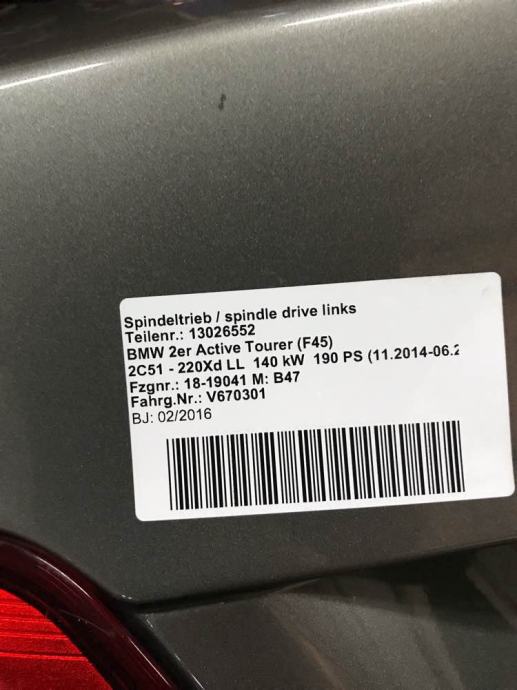 Spindeltrieb / spindle drive links
Teilenr.: 13026552
BMW 2er Active Tourer (F45)
2C51 - 220Xd LL 140 kW 190 PS (11.2014-06.2
Fzgnr.: 18-19041 M: B47
Fahrg.Nr.: V670301
BJ: 02/2016